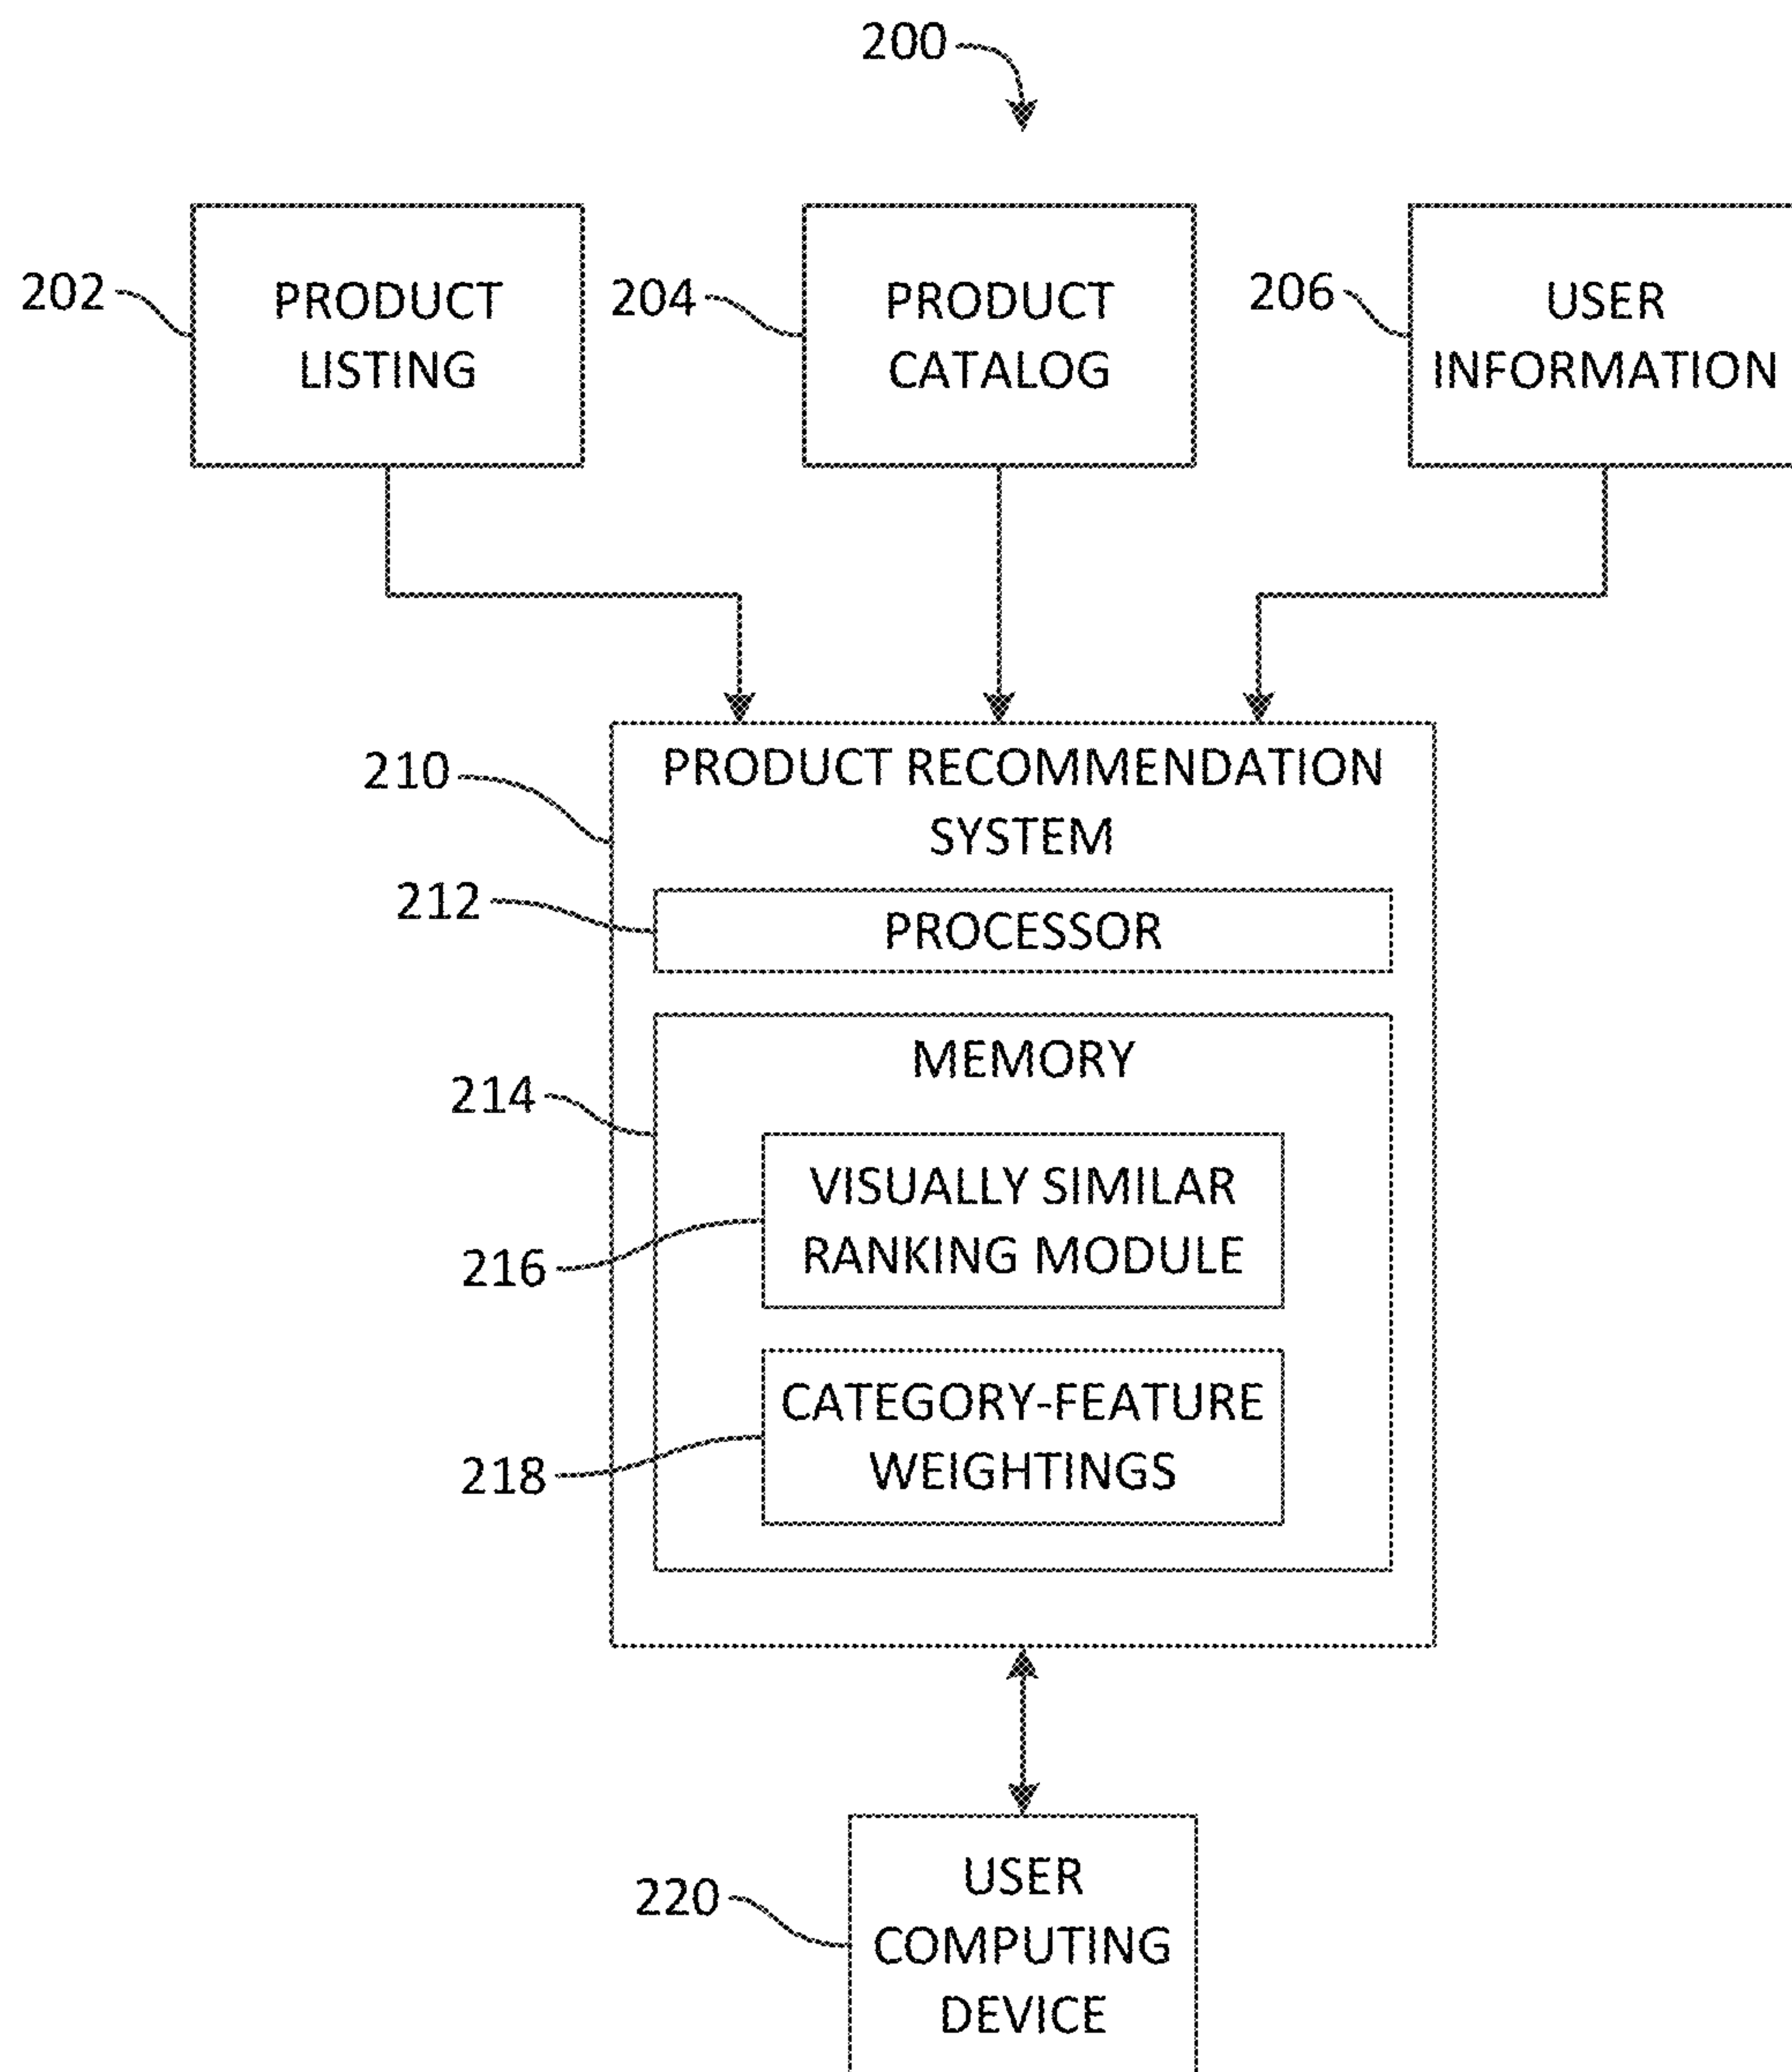 200
202
PRODUCT
LISTING
204
PRODUCT
CATALOG
206
USER
INFORMATION
210
PRODUCT RECOMMENDATION
SYSTEM
212
PROCESSOR
214
MEMORY
216
VISUALLY SIMILAR
RANKING MODULE
218
CATEGORY-FEATURE
WEIGHTINGS
220
USER
COMPUTING
DEVICE